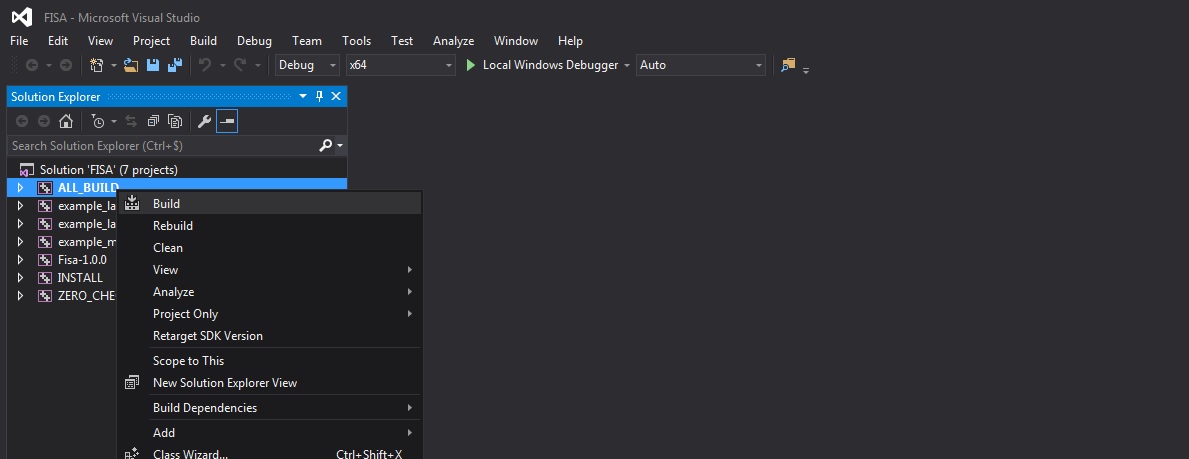 FISA - Microsoft Visual Studio
File Edit View Project Build Debug Team Tools Test Analyze Window Help
Debug x64 Local Windows Debugger Auto
Solution Explorer
Search Solution Explorer (Ctrl+$)
Solution 'FISA' (7 projects)
ALL_BUILD
example_la
example_la
example_m
Fisa-1.0.0
INSTALL
ZERO_CHE
Build
Rebuild
Clean
View
Analyze
Project Only
Retarget SDK Version
Scope to This
New Solution Explorer View
Build Dependencies
Add
Class Wizard... Ctrl+Shift+X